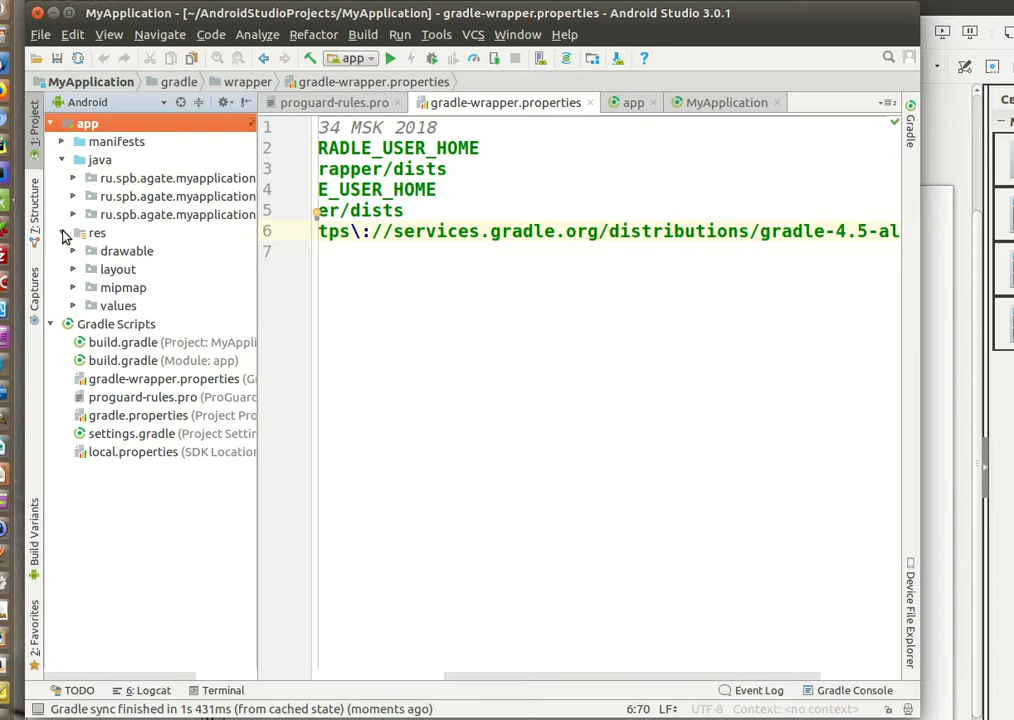 MyApplication - [~/AndroidStudioProjects/MyApplication] - gradle-wrapper.properties - Android Studio 3.0.1
File Edit View Navigate Code Analyze Refactor Build Run Tools VCS Window Help
app
MyApplication gradle wrapper gradle-wrapper.properties
1: Project
Android
proguard-rules.pro gradle-wrapper.properties app MyApplication
Gradle
app
manifests
java
ru.spb.agate.myapplication
ru.spb.agate.myapplication
ru.spb.agate.myapplication
res
drawable
layout
mipmap
values
Gradle Scripts
build.gradle (Project: MyAppli
build.gradle (Module: app)
gradle-wrapper.properties (G
proguard-rules.pro (ProGuar
gradle.properties (Project Pro
settings.gradle (Project Settin
local.properties (SDK Location
1 34 MSK 2018
2 RADLE_USER_HOME
3 rapper/dists
4 E_USER_HOME
5 er/dists
6 tps\://services.gradle.org/distributions/gradle-4.5-al
7
Z: Structure
Captures
Build Variants
2: Favorites
Device File Explorer
TODO 6: Logcat Terminal Event Log Gradle Console
Gradle sync finished in 1s 431ms (from cached state) (moments ago) 6:70 LF÷ UTF-8 Context: <no context>
Св